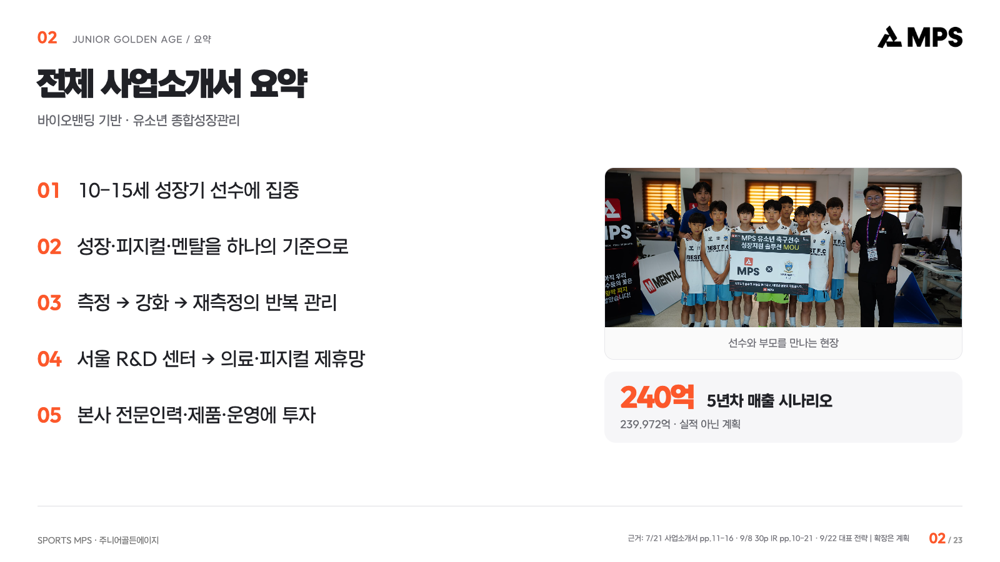 02 JUNIOR GOLDEN AGE / 요약
MPS
전체 사업소개서 요약
바이오밴딩 기반 · 유소년 종합성장관리
01 10–15세 성장기 선수에 집중
02 성장·피지컬·멘탈을 하나의 기준으로
03 측정 → 강화 → 재측정의 반복 관리
04 서울 R&D 센터 → 의료·피지컬 제휴망
05 본사 전문인력·제품·운영에 투자
MPS 유소년 축구선수
성장지원 솔루션 MOU
MPS
BEST F.C
MENTAL
선수와 부모를 만나는 현장
240억 5년차 매출 시나리오
239.972억 · 실적 아닌 계획
SPORTS MPS · 주니어골든에이지
근거: 7/21 사업소개서 pp.11–16 · 9/8 30p IR pp.10–21 · 9/22 대표 전략 | 확장은 계획
02 / 23